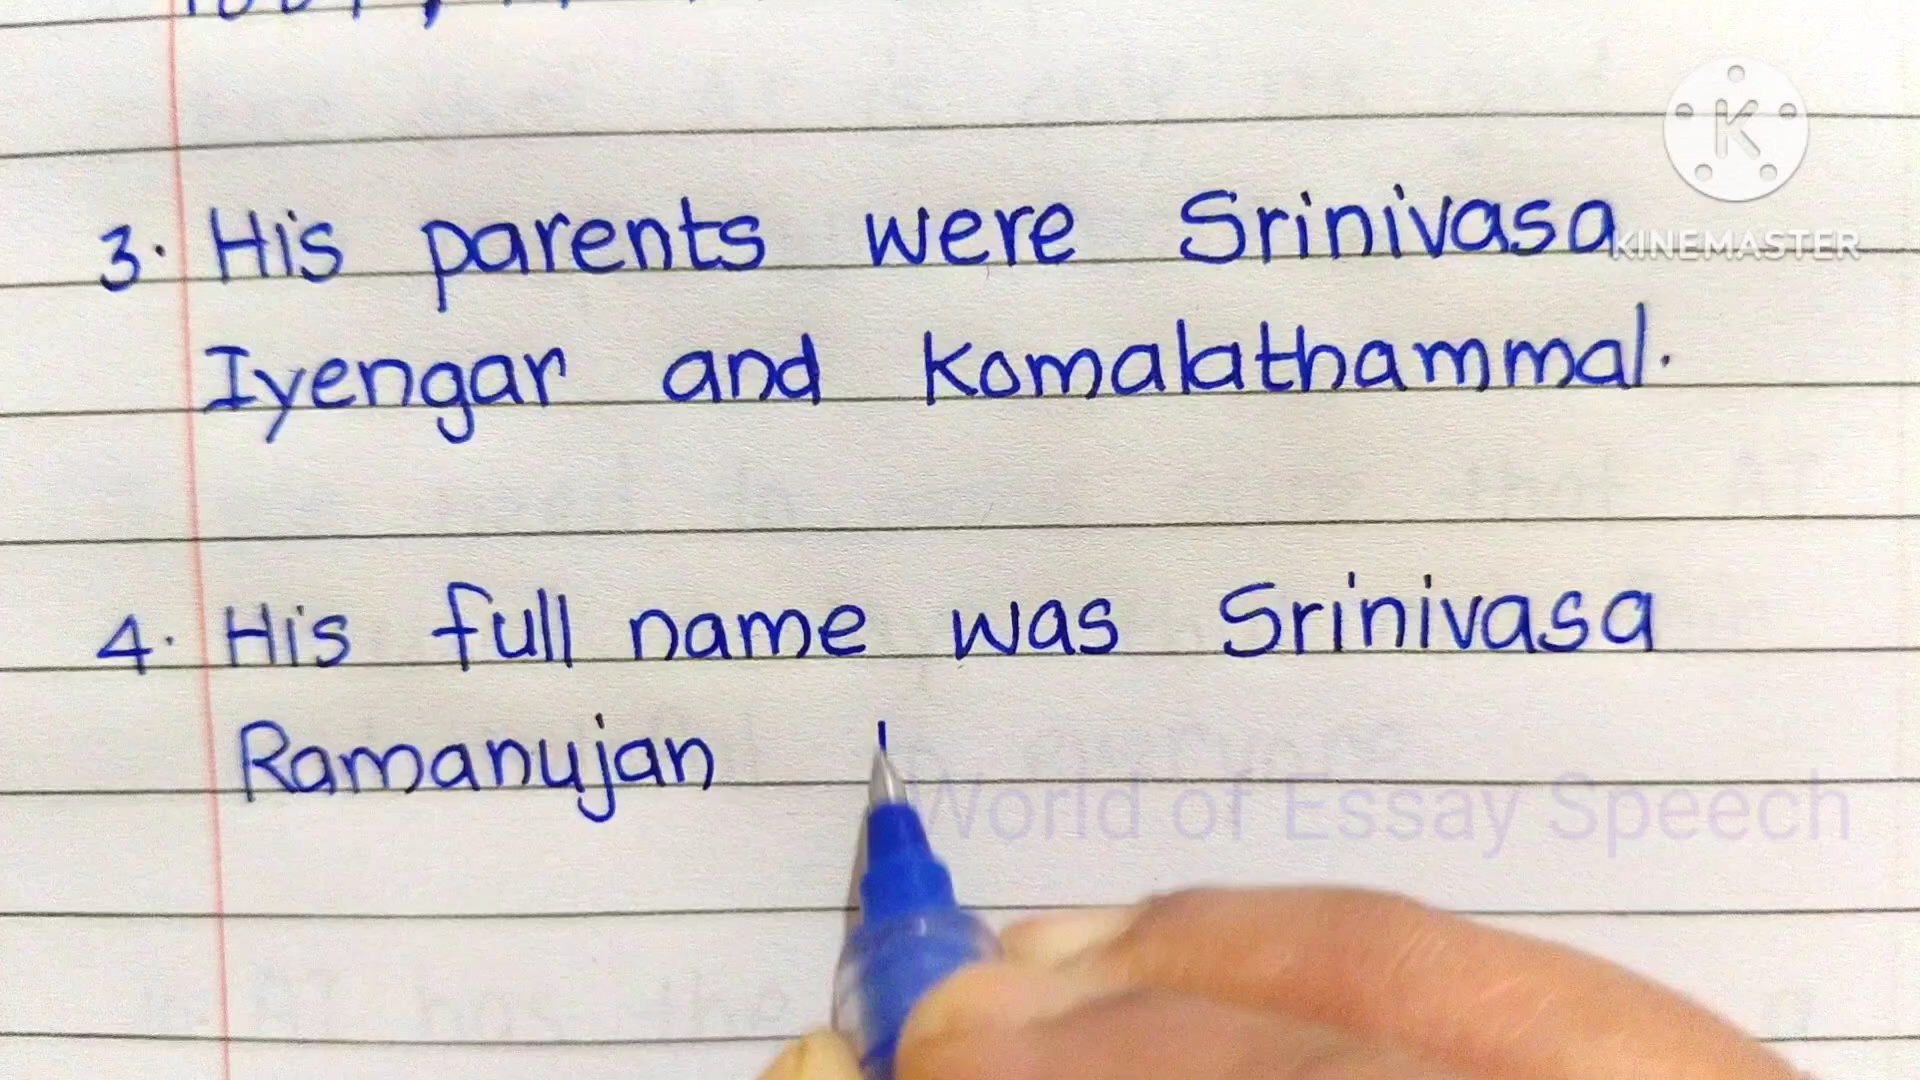 3. His parents were Srinivasa
Iyengar and Komalathammal.
4. His full name was Srinivasa
Ramanujan
KINEMASTER
World of Essay Speech